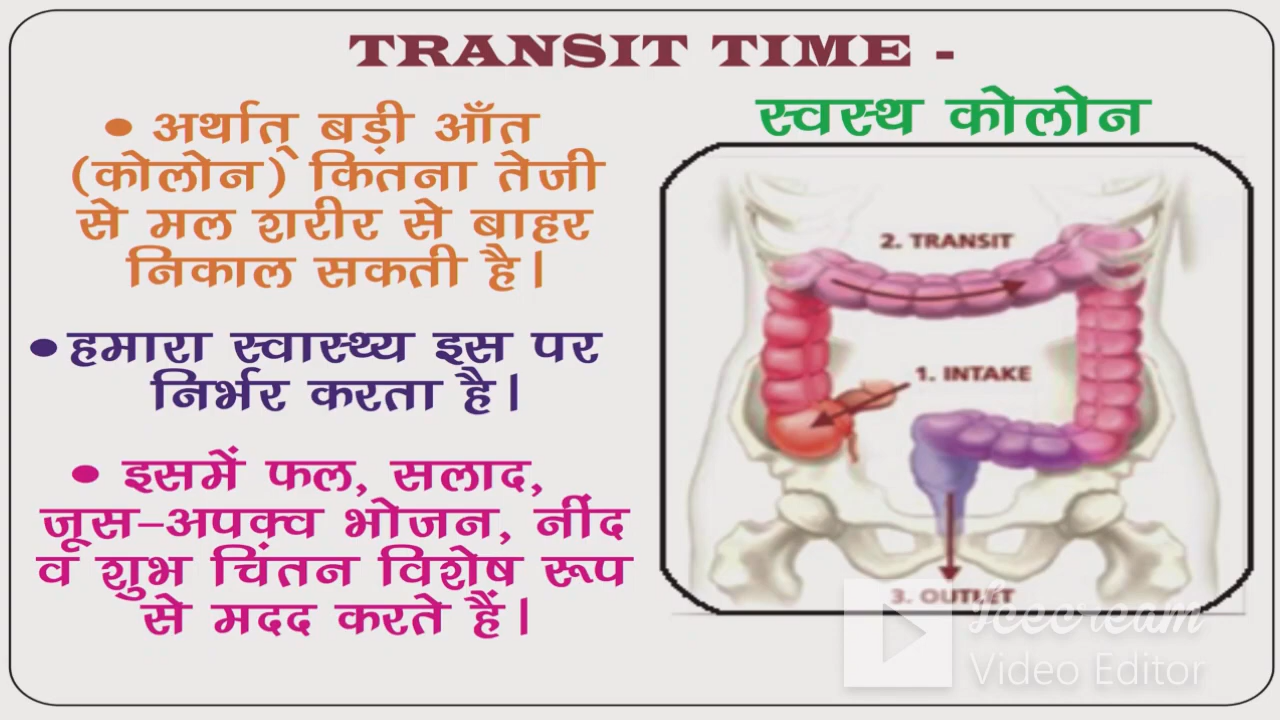 TRANSIT TIME -
• अर्थात् बड़ी आँत
(कोलोन) कितना तेजी
से मल शरीर से बाहर
निकाल सकती है।
• हमारा स्वास्थ्य इस पर
निर्भर करता है।
• इसमें फल, सलाद,
जूस-अपक्व भोजन, नींद
व शुभ चिंतन विशेष रूप
से मदद करते हैं।
स्वस्थ कोलोन
2. TRANSIT
1. INTAKE
3. OUTLET
Icecream
Video Editor